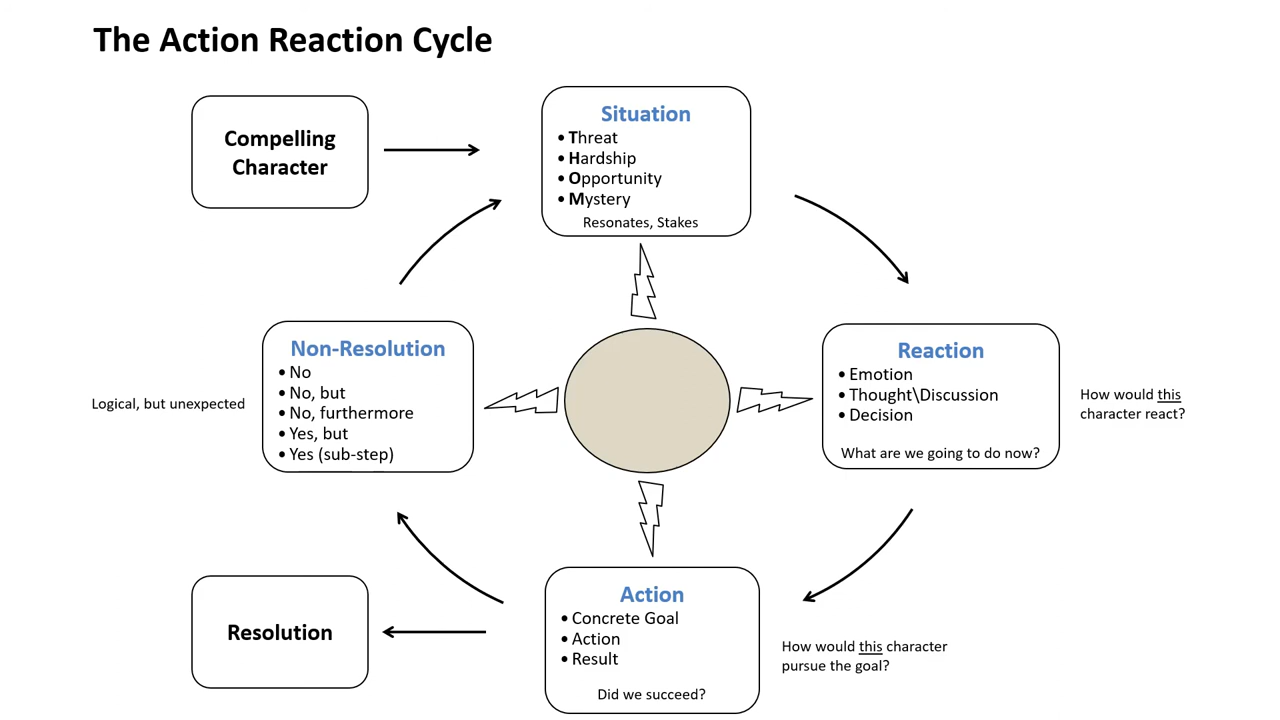 The Action Reaction Cycle
Compelling
Character
Situation
• Threat
• Hardship
• Opportunity
• Mystery
Resonates, Stakes
Reaction
• Emotion
• Thought\Discussion
• Decision
What are we going to do now?
How would this
character react?
Action
• Concrete Goal
• Action
• Result
Did we succeed?
How would this character
pursue the goal?
Non-Resolution
• No
• No, but
• No, furthermore
• Yes, but
• Yes (sub-step)
Logical, but unexpected
Resolution